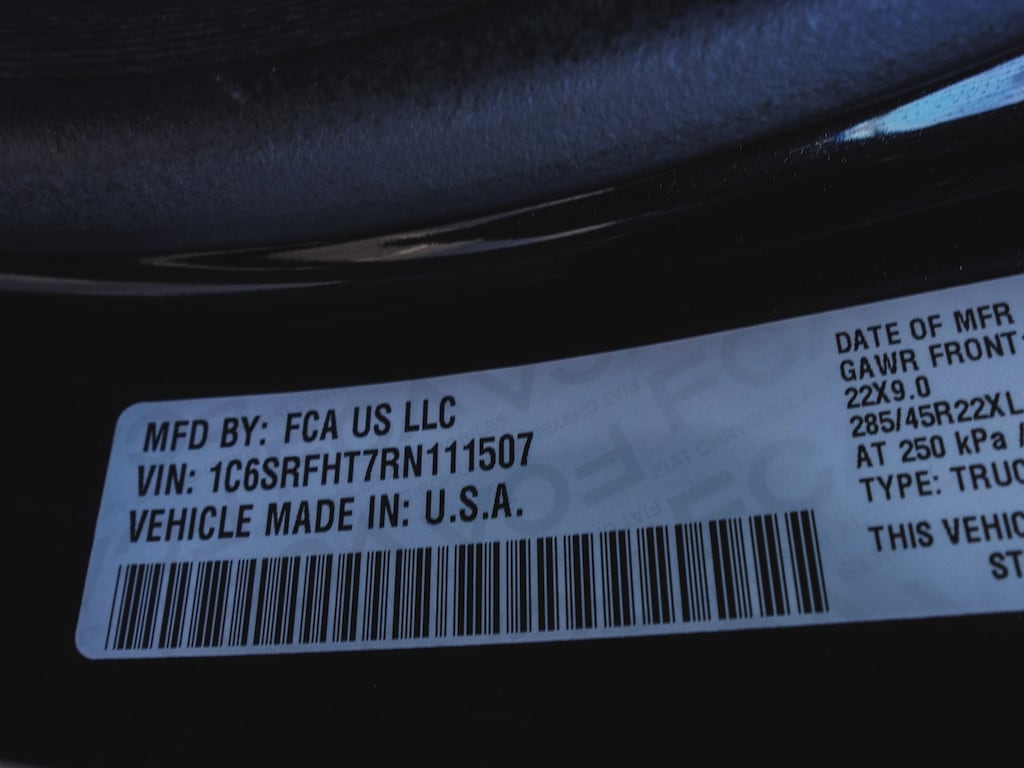 MFD BY: FCA US LLC
VIN: 1C6SRFHT7RN111507
VEHICLE MADE IN: U.S.A.
DATE OF MFR
GAWR FRONT:
22X9.0
285/45R22XL
AT 250 kPa /
TYPE: TRUC
THIS VEHIC
ST